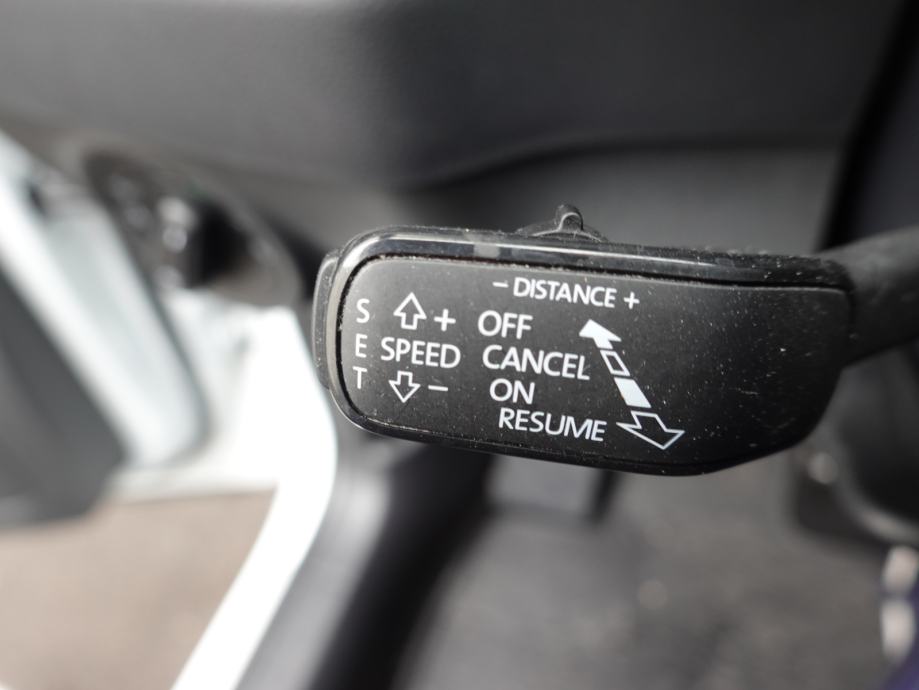 − DISTANCE +
S E T
+
SPEED
−
OFF
CANCEL
ON
RESUME